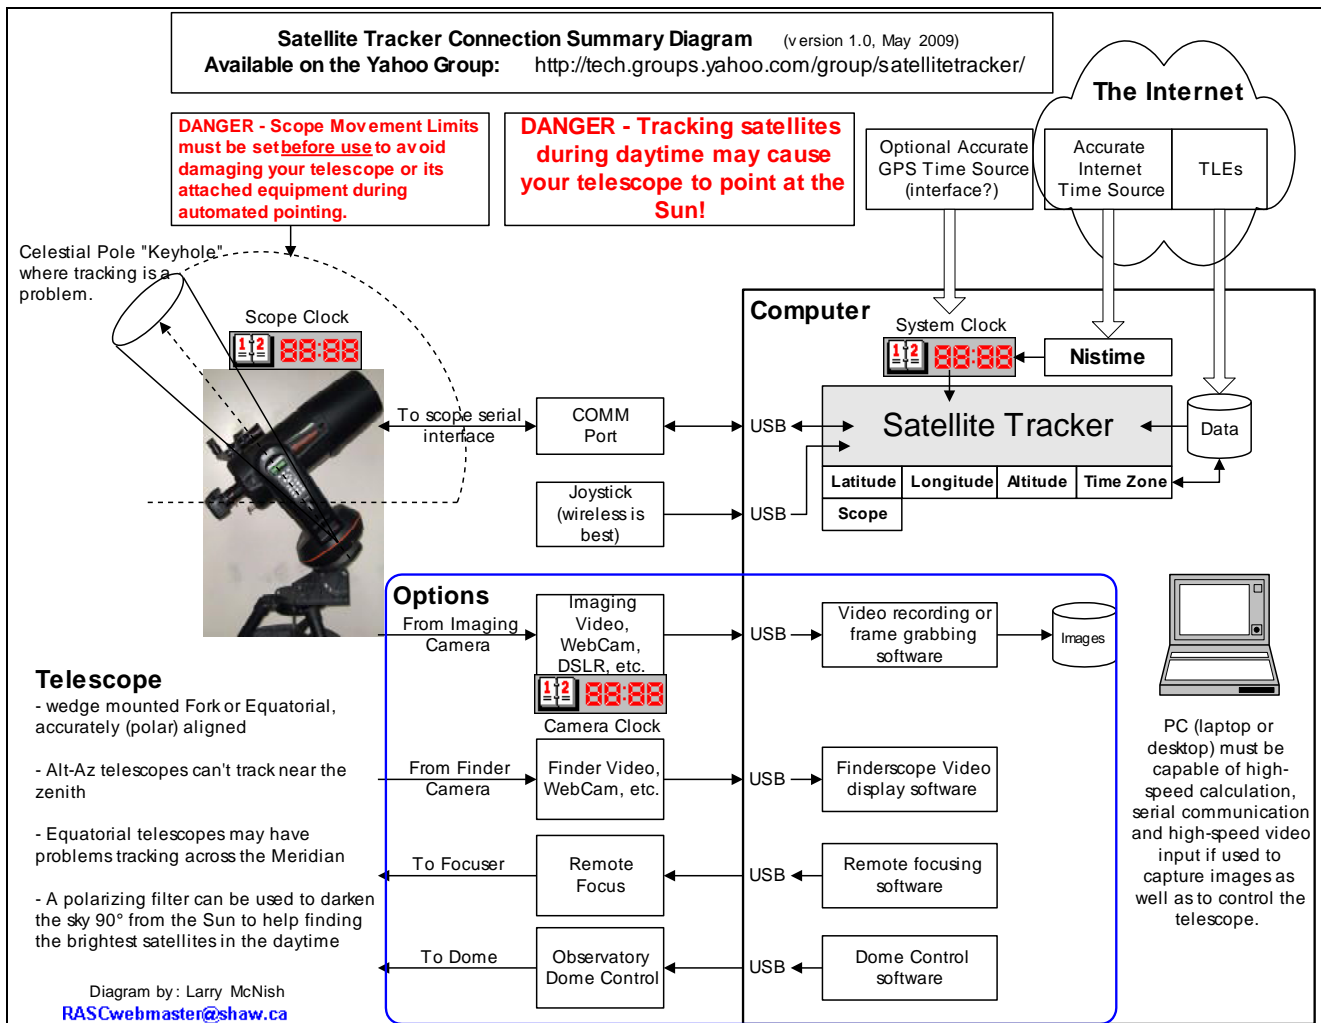 Satellite Tracker Connection Summary Diagram (version 1.0, May 2009)
Available on the Yahoo Group: http://tech.groups.yahoo.com/group/satellitetracker/
The Internet
DANGER - Scope Movement Limits
must be set before use to avoid
damaging your telescope or its
attached equipment during
automated pointing.
DANGER - Tracking satellites
during daytime may cause
your telescope to point at the
Sun!
Optional Accurate
GPS Time Source
(interface?)
Accurate
Internet
Time Source
TLEs
Celestial Pole "Keyhole"
where tracking is a
problem.
Scope Clock
12 88:88
Computer
System Clock
12 88:88
Nistime
To scope serial
interface
COMM
Port
USB
Satellite Tracker
Data
Latitude
Longitude
Altitude
Time Zone
Scope
Joystick
(wireless is
best)
USB
Options
From Imaging
Camera
Imaging
Video,
WebCam,
DSLR, etc.
12 88:88
Camera Clock
USB
Video recording or
frame grabbing
software
Images
Telescope
- wedge mounted Fork or Equatorial,
accurately (polar) aligned
- Alt-Az telescopes can't track near the
zenith
- Equatorial telescopes may have
problems tracking across the Meridian
- A polarizing filter can be used to darken
the sky 90° from the Sun to help finding
the brightest satellites in the daytime
From Finder
Camera
Finder Video,
WebCam, etc.
USB
Finderscope Video
display software
To Focuser
Remote
Focus
USB
Remote focusing
software
To Dome
Observatory
Dome Control
USB
Dome Control
software
PC (laptop or
desktop) must be
capable of high-
speed calculation,
serial communication
and high-speed video
input if used to
capture images as
well as to control the
telescope.
Diagram by: Larry McNish
RASCwebmaster@shaw.ca